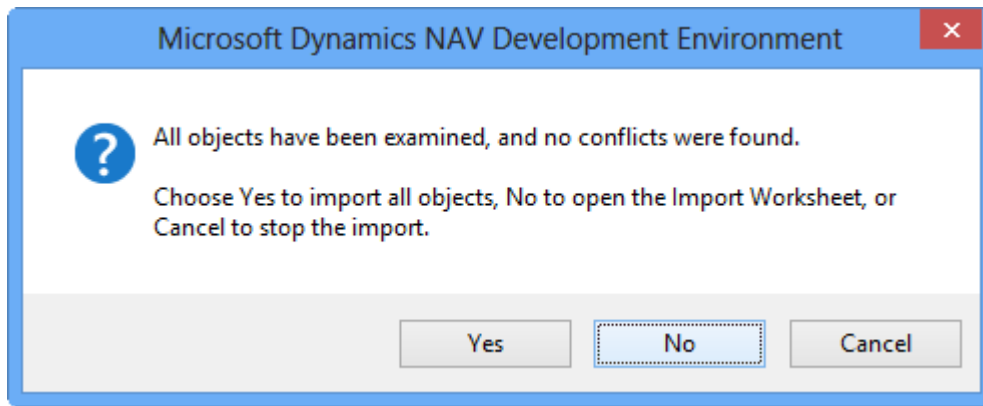 Microsoft Dynamics NAV Development Environment
All objects have been examined, and no conflicts were found.
Choose Yes to import all objects, No to open the Import Worksheet, or
Cancel to stop the import.
Yes No Cancel